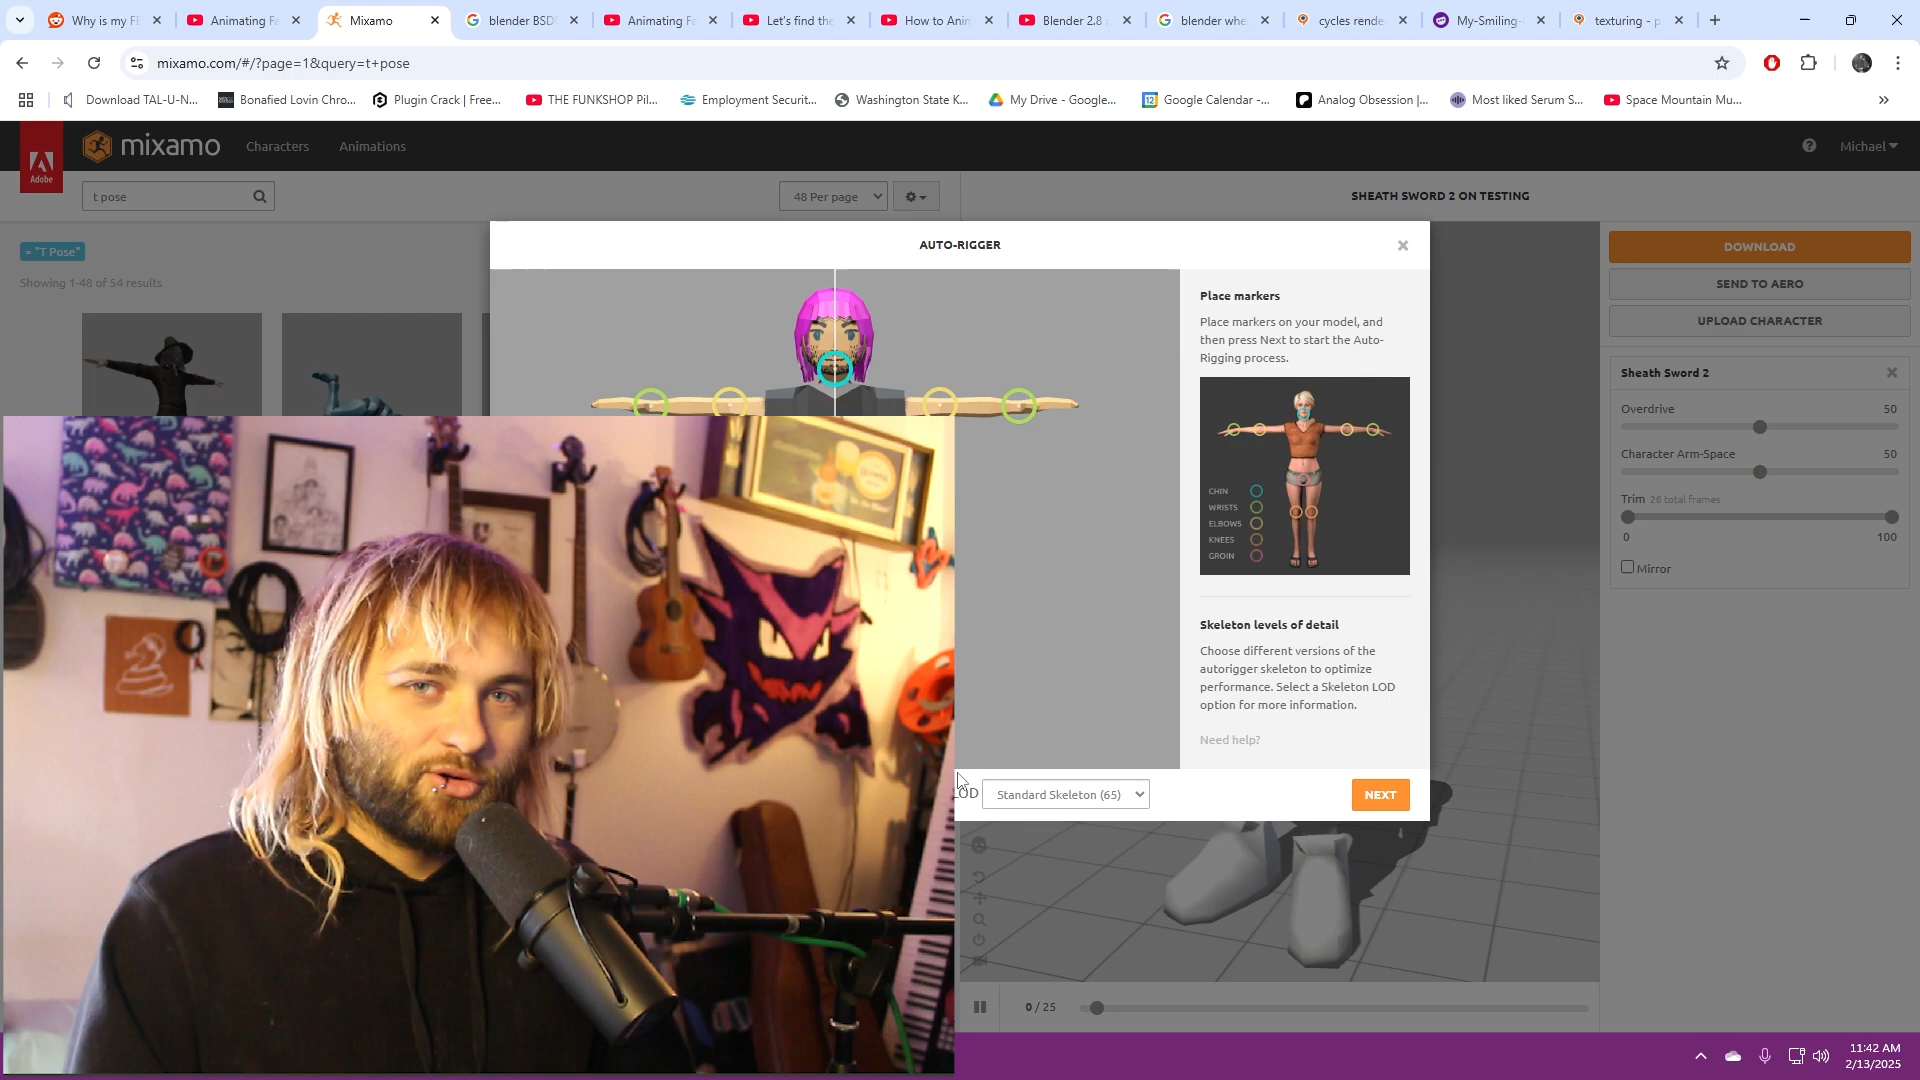 Why is my FL
Animating Fa
Mixamo
blender BSD
Animating Fa
Let's find the
How to Anim
Blender 2.8 :
blender whe
cycles rende
My-Smiling-
texturing - p
mixamo.com/#/?page=1&query=t+pose
Download TAL-U-N...
Bonafied Lovin Chro...
Plugin Crack | Free...
THE FUNKSHOP Pil...
Employment Securit...
Washington State K...
My Drive - Google...
Google Calendar -...
Analog Obsession |...
Most liked Serum S...
Space Mountain Mu...
Adobe
mixamo
Characters
Animations
Michael
t pose
48 Per page
SHEATH SWORD 2 ON TESTING
× "T Pose"
Showing 1-48 of 54 results
AUTO-RIGGER
Place markers
Place markers on your model, and
then press Next to start the Auto-
Rigging process.
CHIN
WRISTS
ELBOWS
KNEES
GROIN
Skeleton levels of detail
Choose different versions of the
autorigger skeleton to optimize
performance. Select a Skeleton LOD
option for more information.
Need help?
LOD
Standard Skeleton (65)
NEXT
DOWNLOAD
SEND TO AERO
UPLOAD CHARACTER
Sheath Sword 2
Overdrive
50
Character Arm-Space
50
Trim 26 total frames
0
100
Mirror
0 / 25
11:42 AM
2/13/2025